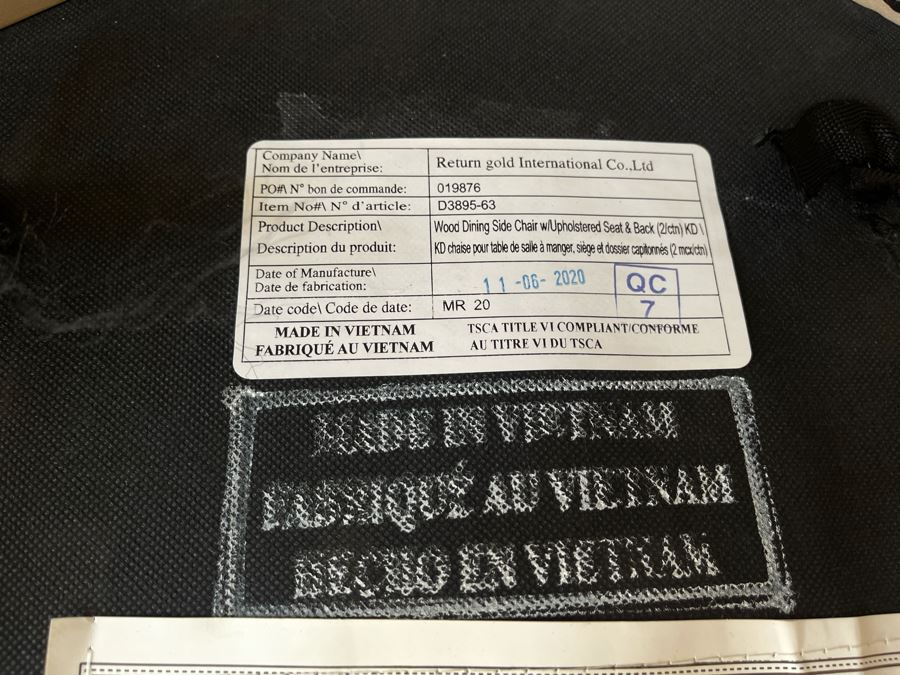 Company Name\
Nom de l'entreprise:
Return gold International Co.,Ltd
PO#\ N° bon de commande:
019876
Item No#\ N° d'article:
D3895-63
Product Description\
Description du produit:
Wood Dining Side Chair w/Upholstered Seat & Back (2/ctn) KD \
KD chaise pour table de salle à manger, siège et dossier capitonnés (2 mcx/ctn)
Date of Manufacture\
Date de fabrication:
11-06-2020
QC
7
Date code\ Code de date:
MR 20
MADE IN VIETNAM
FABRIQUÉ AU VIETNAM
TSCA TITLE VI COMPLIANT/CONFORME
AU TITRE VI DU TSCA
MADE IN VIETNAM
FABRIQUÉ AU VIETNAM
HECHO EN VIETNAM